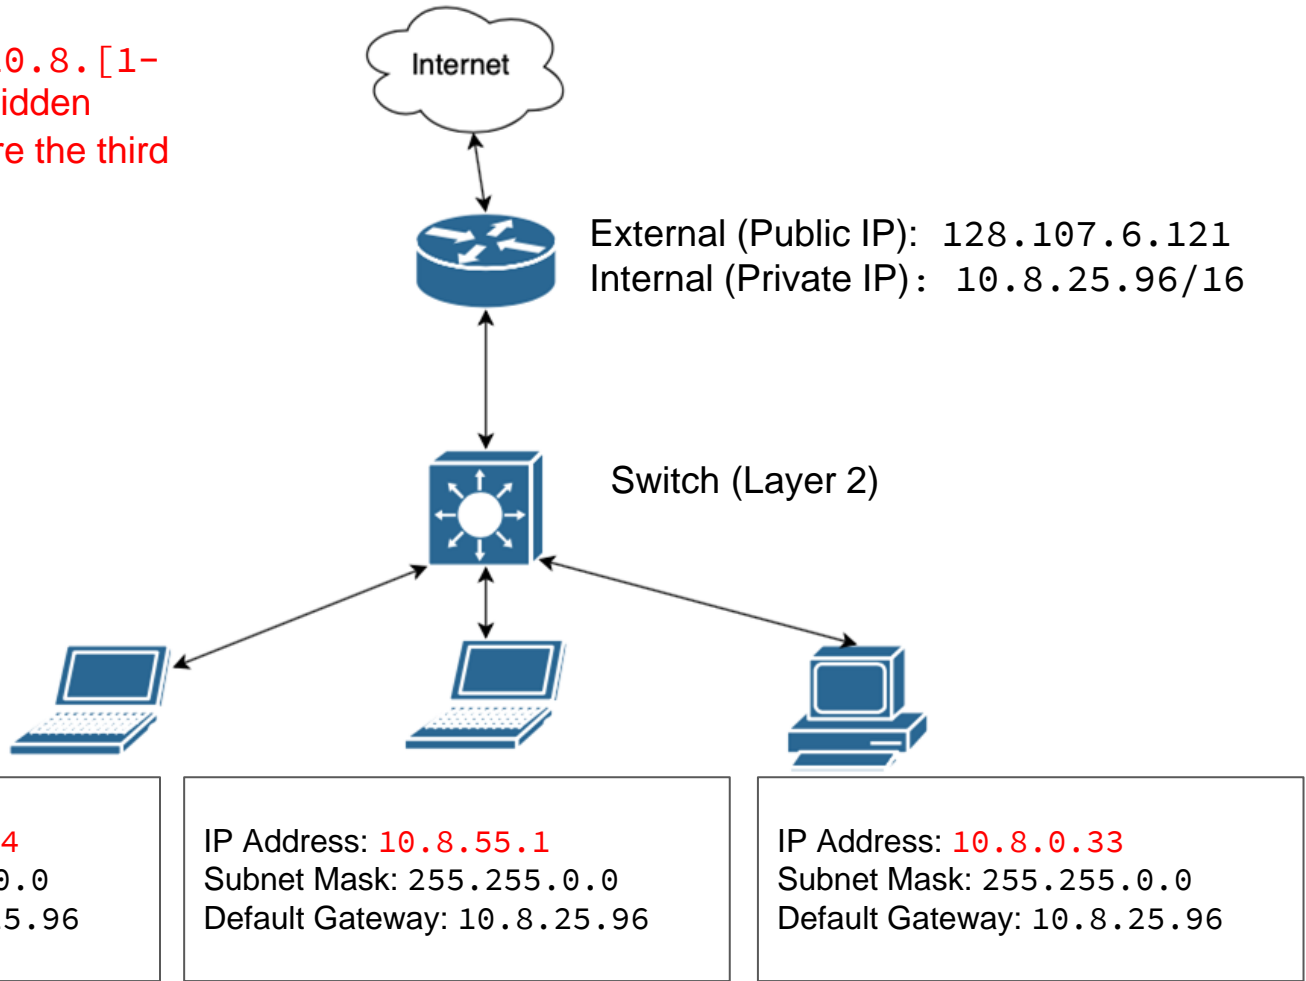 0.8.[1-
idden
re the third
Internet
External (Public IP): 128.107.6.121
Internal (Private IP): 10.8.25.96/16
Switch (Layer 2)
4
0.0
5.96
IP Address: 10.8.55.1
Subnet Mask: 255.255.0.0
Default Gateway: 10.8.25.96
IP Address: 10.8.0.33
Subnet Mask: 255.255.0.0
Default Gateway: 10.8.25.96